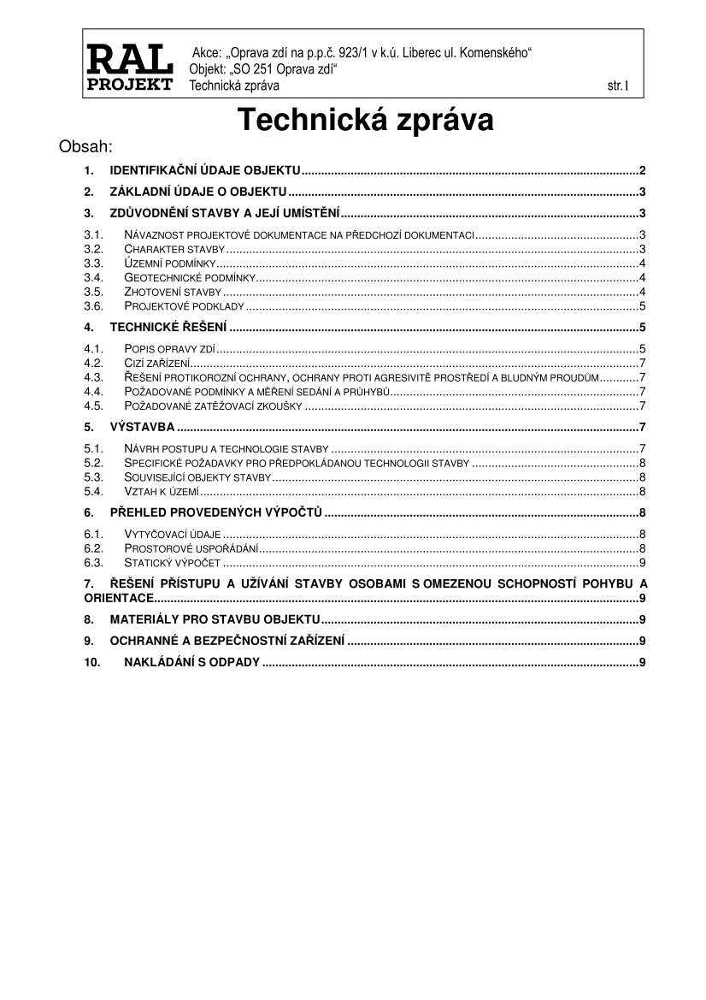 RAL
PROJEKT
Akce: „Oprava zdí na p.p.č. 923/1 v k.ú. Liberec ul. Komenského“
Objekt: „SO 251 Oprava zdí“
Technická zpráva str.1
Technická zpráva
Obsah:
1. IDENTIFIKAČNÍ ÚDAJE OBJEKTU.......................................................2
2. ZÁKLADNÍ ÚDAJE O OBJEKTU.......................................................3
3. ZDŮVODNĚNÍ STAVBY A JEJÍ UMÍSTĚNÍ.......................................................3
3.1. NÁVAZNOST PROJEKTOVÉ DOKUMENTACE NA PŘEDCHOZÍ DOKUMENTACI.......................................................3
3.2. CHARAKTER STAVBY.......................................................3
3.3. ÚZEMNÍ PODMÍNKY.......................................................4
3.4. GEOTECHNICKÉ PODMÍNKY.......................................................4
3.5. ZHOTOVENÍ STAVBY.......................................................4
3.6. PROJEKTOVÉ PODKLADY.......................................................5
4. TECHNICKÉ ŘEŠENÍ.......................................................5
4.1. POPIS OPRAVY ZDÍ.......................................................5
4.2. CIZÍ ZAŘÍZENÍ.......................................................7
4.3. ŘEŠENÍ PROTIKOROZNÍ OCHRANY, OCHRANY PROTI AGRESIVITĚ PROSTŘEDÍ A BLUDNÝM PROUDŮM............7
4.4. POŽADOVANÉ PODMÍNKY A MĚŘENÍ SEDÁNÍ A PRŮHYBŮ.......................................................7
4.5. POŽADOVANÉ ZATĚŽOVACÍ ZKOUŠKY.......................................................7
5. VÝSTAVBA.......................................................7
5.1. NÁVRH POSTUPU A TECHNOLOGIE STAVBY.......................................................7
5.2. SPECIFICKÉ POŽADAVKY PRO PŘEDPOKLÁDANOU TECHNOLOGII STAVBY.......................................................8
5.3. SOUVISEJÍCÍ OBJEKTY STAVBY.......................................................8
5.4. VZTAH K ÚZEMÍ.......................................................8
6. PŘEHLED PROVEDENÝCH VÝPOČTŮ.......................................................8
6.1. VYTYČOVACÍ ÚDAJE.......................................................8
6.2. PROSTOROVÉ USPOŘÁDÁNÍ.......................................................8
6.3. STATICKÝ VÝPOČET.......................................................9
7. ŘEŠENÍ PŘÍSTUPU A UŽÍVÁNÍ STAVBY OSOBAMI S OMEZENOU SCHOPNOSTÍ POHYBU A
ORIENTACE.......................................................9
8. MATERIÁLY PRO STAVBU OBJEKTU.......................................................9
9. OCHRANNÉ A BEZPEČNOSTNÍ ZAŘÍZENÍ.......................................................9
10. NAKLÁDÁNÍ S ODPADY.......................................................9